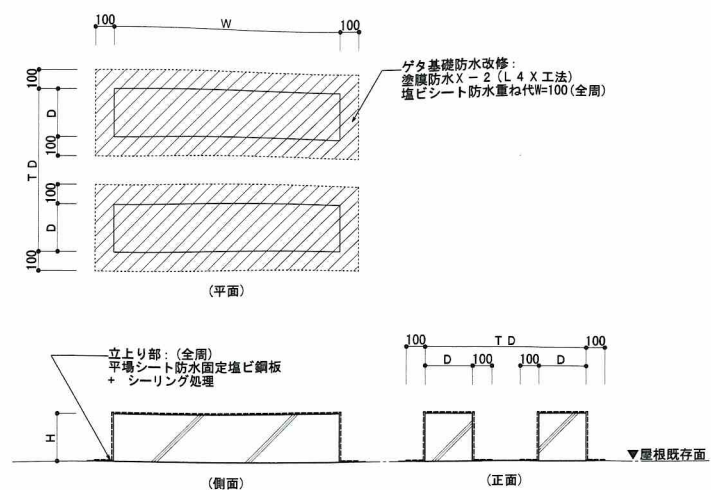 100
W
100
ゲタ基礎防水改修：
塗膜防水X－2（L4X工法）
塩ビシート防水重ね代W=100（全周）
100
D
100
TD
100
D
100
（平面）
立上り部：（全周）
平場シート防水固定塩ビ鋼板
＋ シーリング処理
100
TD
100
D
100
100
D
H
▼屋根既存面
（側面）
（正面）